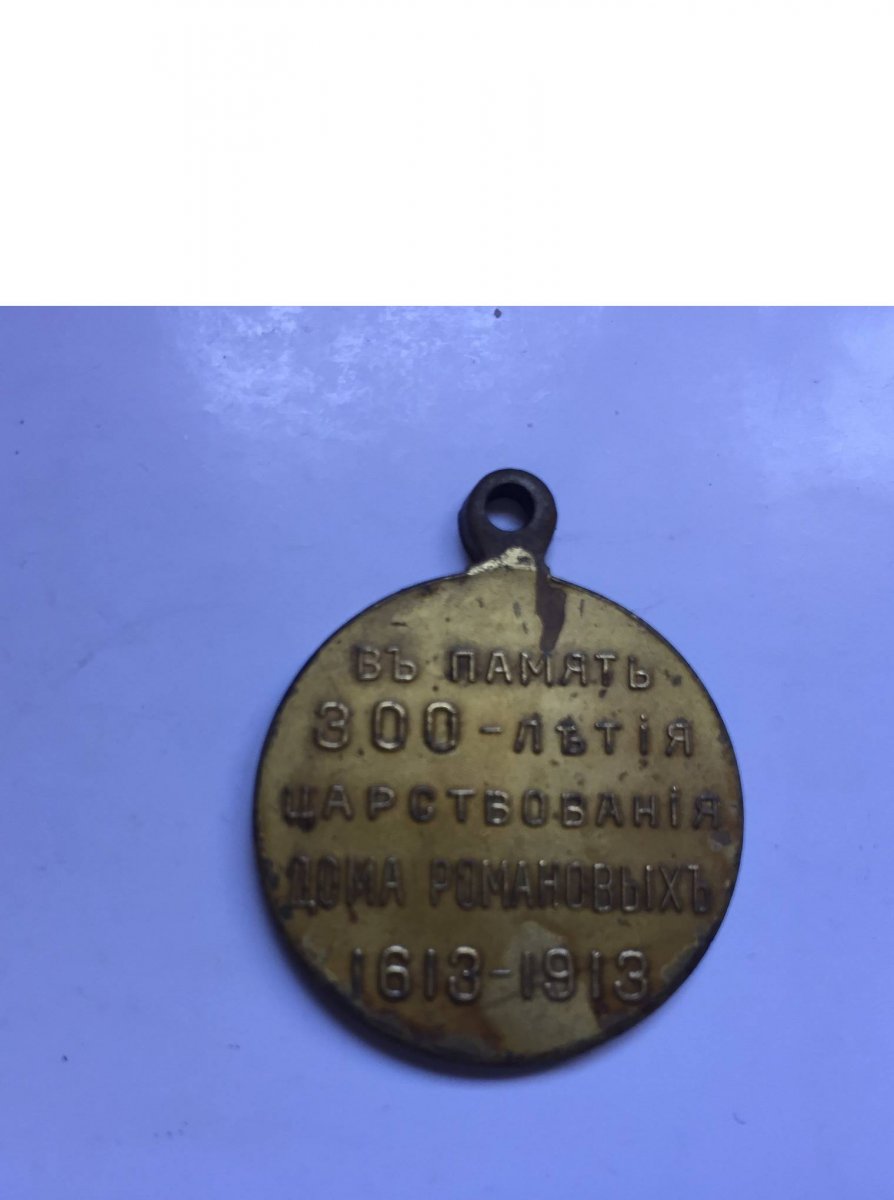 ВЪ ПАМЯТЬ
300-ЛѢТІЯ
ЦАРСТВОВАНІЯ
ДОМА РОМАНОВЫХЪ
1613-1913